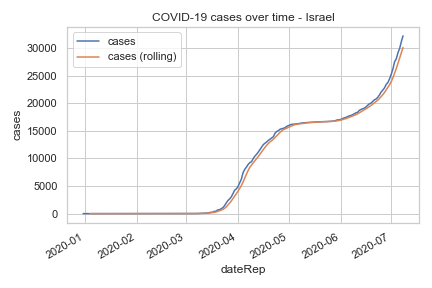 COVID-19 cases over time - Israel
cases
cases (rolling)
30000
25000
20000
15000
10000
5000
0
cases
2020-01
2020-02
2020-03
2020-04
2020-05
2020-06
2020-07
dateRep